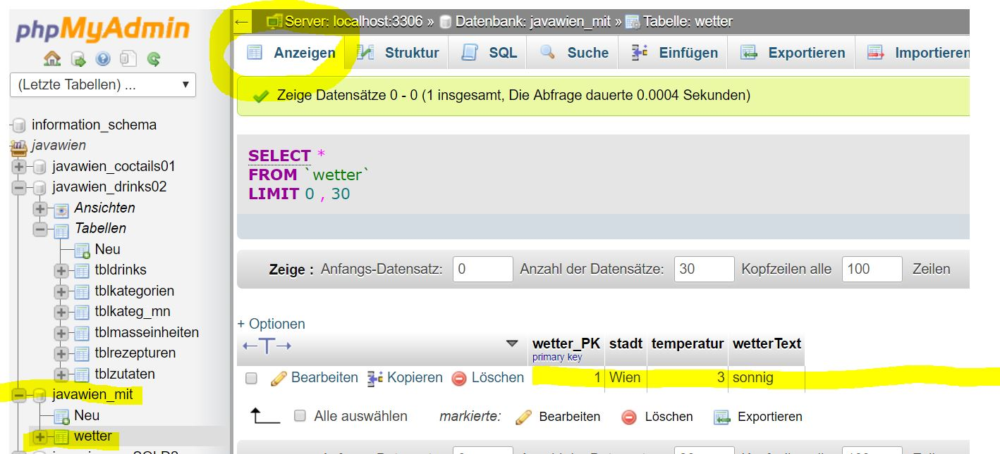 phpMyAdmin
(Letzte Tabellen) ...
information_schema
javawien
javawien_coctails01
javawien_drinks02
Ansichten
Tabellen
Neu
tbldrinks
tblkategorien
tblkateg_mn
tblmasseinheiten
tblrezepturen
tblzutaten
javawien_mit
Neu
wetter
Server: localhost:3306 » Datenbank: javawien_mit » Tabelle: wetter
Anzeigen Struktur SQL Suche Einfügen Exportieren Importieren
Zeige Datensätze 0 - 0 (1 insgesamt, Die Abfrage dauerte 0.0004 Sekunden)
SELECT *
FROM `wetter`
LIMIT 0 , 30
Zeige : Anfangs-Datensatz: 0 Anzahl der Datensätze: 30 Kopfzeilen alle 100 Zeilen
+ Optionen
wetter_PK stadt temperatur wetterText
primary key
Bearbeiten Kopieren Löschen 1 Wien 3 sonnig
Alle auswählen markierte: Bearbeiten Löschen Exportieren